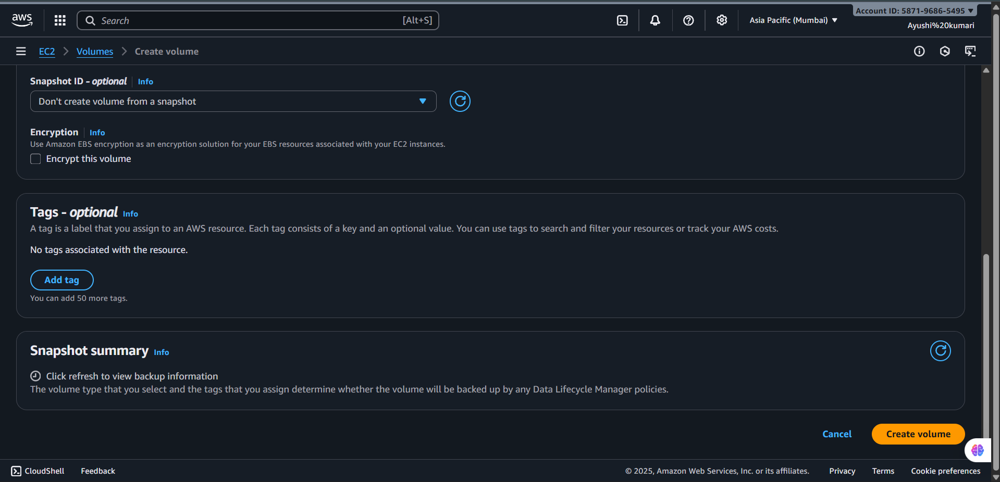 aws
Search [Alt+S]
Asia Pacific (Mumbai)
Account ID: 5871-9686-5495
Ayushi%20kumari
EC2 Volumes Create volume
Snapshot ID - optional Info
Don't create volume from a snapshot
Encryption Info
Use Amazon EBS encryption as an encryption solution for your EBS resources associated with your EC2 instances.
Encrypt this volume
Tags - optional Info
A tag is a label that you assign to an AWS resource. Each tag consists of a key and an optional value. You can use tags to search and filter your resources or track your AWS costs.
No tags associated with the resource.
Add tag
You can add 50 more tags.
Snapshot summary Info
Click refresh to view backup information
The volume type that you select and the tags that you assign determine whether the volume will be backed up by any Data Lifecycle Manager policies.
Cancel Create volume
CloudShell Feedback © 2025, Amazon Web Services, Inc. or its affiliates. Privacy Terms Cookie preferences